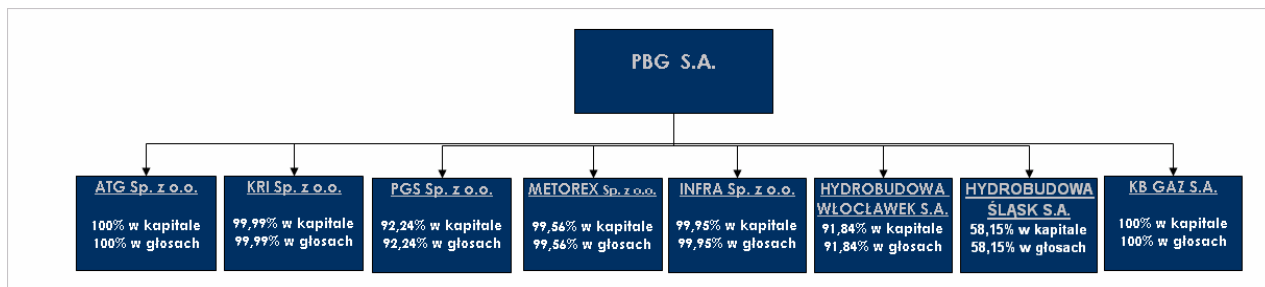 PBG S.A.
ATG Sp. z o.o.
100% w kapitale
100% w głosach
KRI Sp. z o.o.
99,99% w kapitale
99,99% w głosach
PGS Sp. z o.o.
92,24% w kapitale
92,24% w głosach
METOREX Sp. z o.o.
99,56% w kapitale
99,56% w głosach
INFRA Sp. z o.o.
99,95% w kapitale
99,95% w głosach
HYDROBUDOWA
WŁOCŁAWEK S.A.
91,84% w kapitale
91,84% w głosach
HYDROBUDOWA
ŚLĄSK S.A.
58,15% w kapitale
58,15% w głosach
KB GAZ S.A.
100% w kapitale
100% w głosach